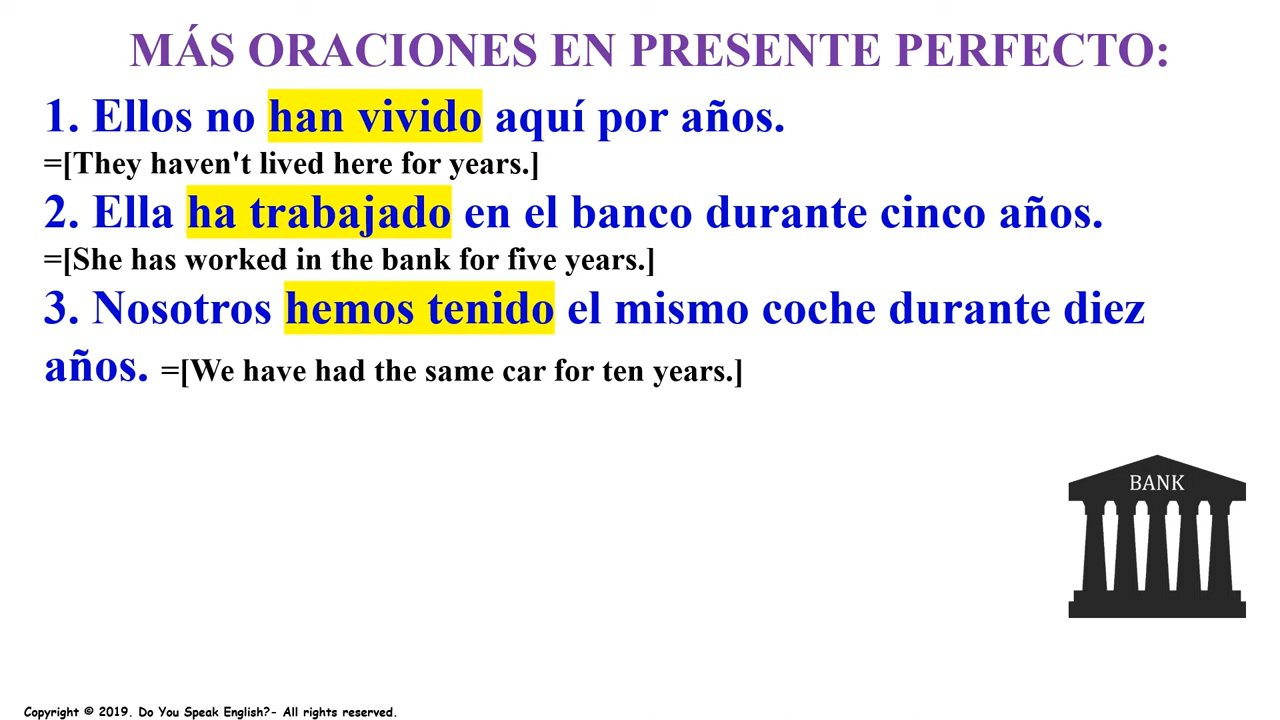 MÁS ORACIONES EN PRESENTE PERFECTO:
1. Ellos no han vivido aquí por años.
=[They haven't lived here for years.]
2. Ella ha trabajado en el banco durante cinco años.
=[She has worked in the bank for five years.]
3. Nosotros hemos tenido el mismo coche durante diez
años. =[We have had the same car for ten years.]
BANK
Copyright © 2019. Do You Speak English?- All rights reserved.